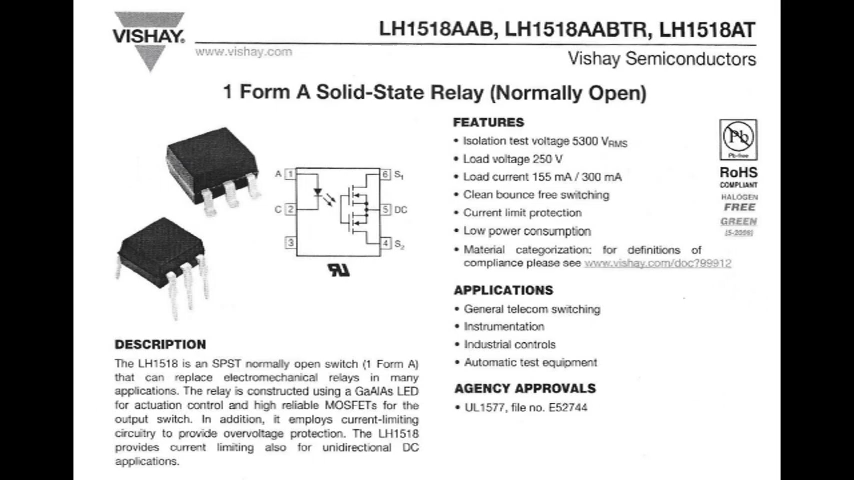 VISHAY.
www.vishay.com
LH1518AAB, LH1518AABTR, LH1518AT
Vishay Semiconductors
1 Form A Solid-State Relay (Normally Open)
A 1
C 2
3
6 S1
5 DC
4 S2
DESCRIPTION
The LH1518 is an SPST normally open switch (1 Form A)
that can replace electromechanical relays in many
applications. The relay is constructed using a GaAlAs LED
for actuation control and high reliable MOSFETs for the
output switch. In addition, it employs current-limiting
circuitry to provide overvoltage protection. The LH1518
provides current limiting also for unidirectional DC
applications.
FEATURES
• Isolation test voltage 5300 VRMS
• Load voltage 250 V
• Load current 155 mA / 300 mA
• Clean bounce free switching
• Current limit protection
• Low power consumption
• Material categorization: for definitions of
compliance please see www.vishay.com/doc?99912
Pb
Pb-free
RoHS
COMPLIANT
HALOGEN
FREE
GREEN
(5-2008)
APPLICATIONS
• General telecom switching
• Instrumentation
• Industrial controls
• Automatic test equipment
AGENCY APPROVALS
• UL1577, file no. E52744